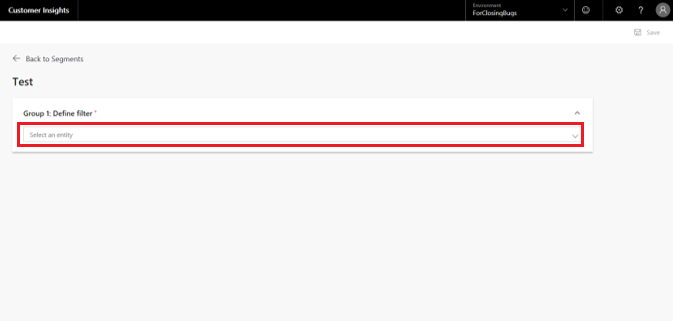 Customer Insights
Environment
ForClosingBugs
?
Save
Back to Segments
Test
Group 1: Define filter *
Select an entity